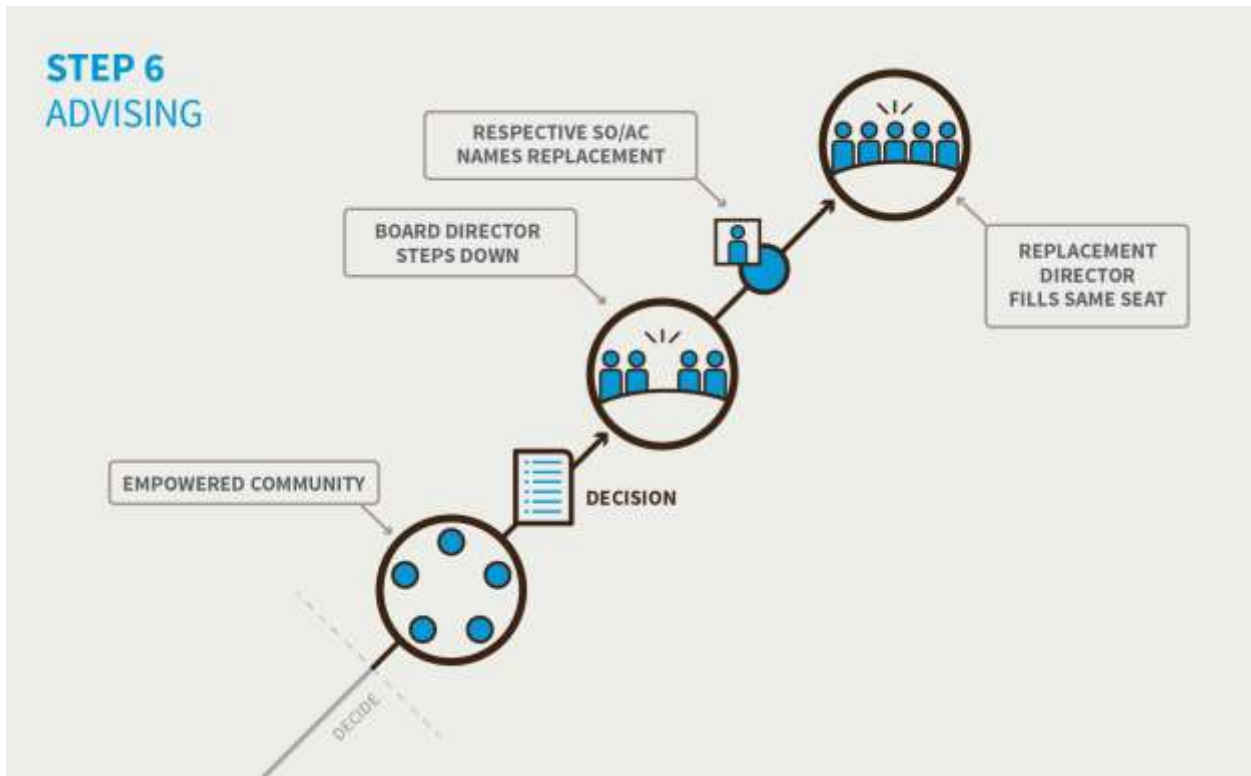 STEP 6
ADVISING
RESPECTIVE SO/AC
NAMES REPLACEMENT
BOARD DIRECTOR
STEPS DOWN
REPLACEMENT
DIRECTOR
FILLS SAME SEAT
EMPOWERED COMMUNITY
DECISION
DECIDE